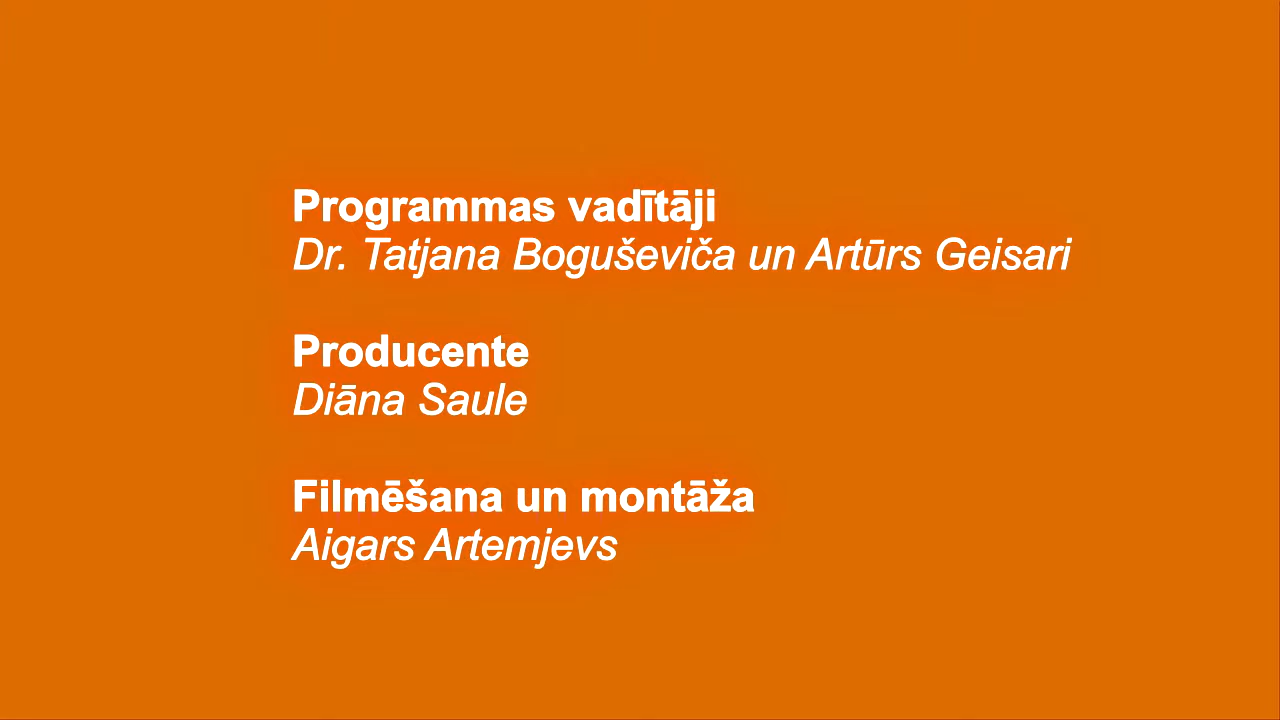 Programmas vadītāji
Dr. Tatjana Boguševiča un Artūrs Geisari
Producente
Diāna Saule
Filmēšana un montāža
Aigars Artemjevs